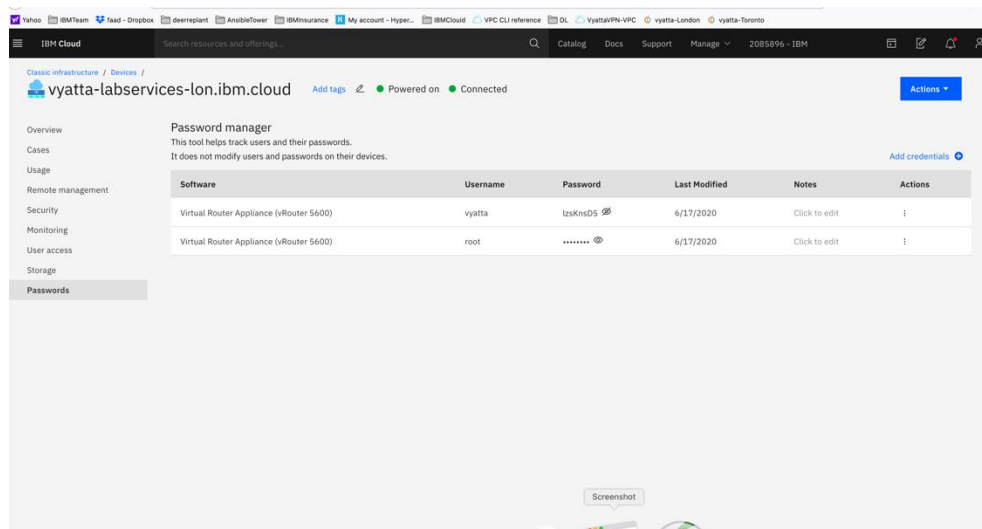 Yahoo IBMTeam faad - Dropbox deerreplant AnsibleTower IBMInsurance My account - Hyper... IBMClouid VPC CLI reference DL VyattaVPN-VPC vyatta-London vyatta-Toronto
IBM Cloud Search resources and offerings... Catalog Docs Support Manage 2085896 - IBM
Classic infrastructure / Devices /
vyatta-labservices-lon.ibm.cloud Add tags Powered on Connected Actions
Overview
Cases
Usage
Remote management
Security
Monitoring
User access
Storage
Passwords
Password manager
This tool helps track users and their passwords.
It does not modify users and passwords on their devices.
Add credentials
Software Username Password Last Modified Notes Actions
Virtual Router Appliance (vRouter 5600) vyatta lzsKnsD5 6/17/2020 Click to edit
Virtual Router Appliance (vRouter 5600) root •••••••• 6/17/2020 Click to edit
Screenshot